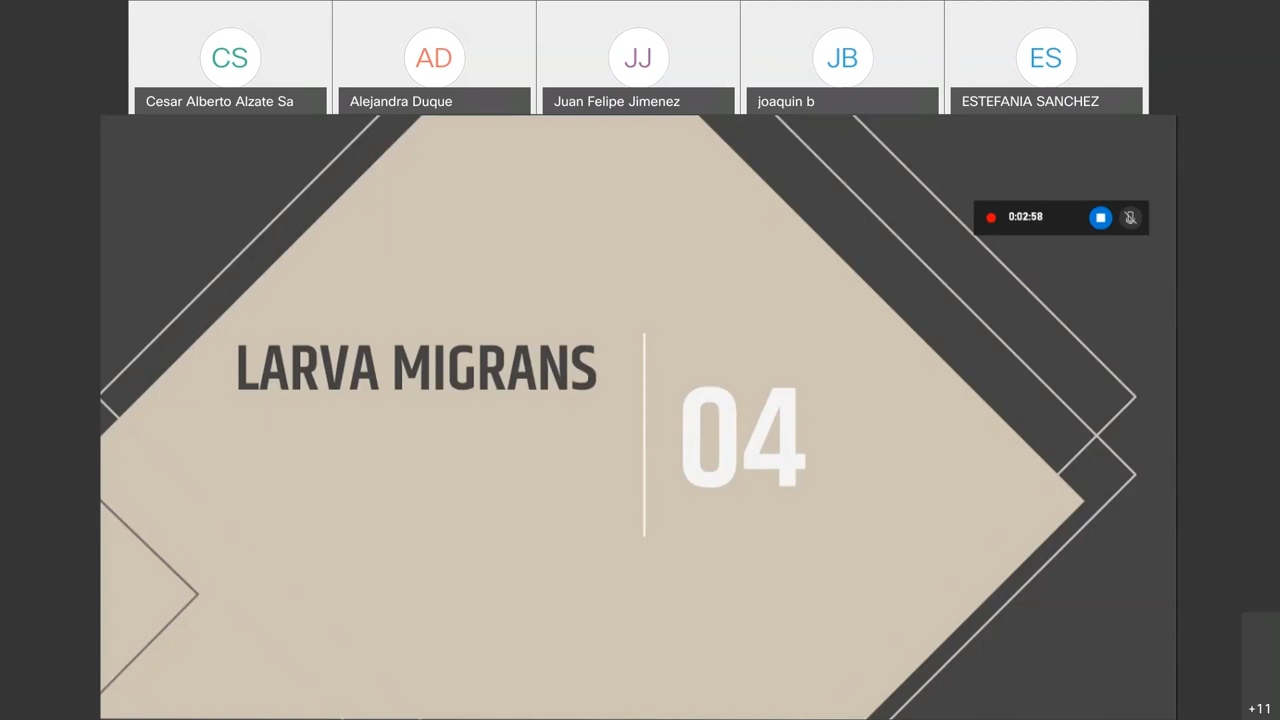 CS
AD
JJ
JB
ES
Cesar Alberto Alzate Sa
Alejandra Duque
Juan Felipe Jimenez
joaquin b
ESTEFANIA SANCHEZ
0:02:58
LARVA MIGRANS
04
+11